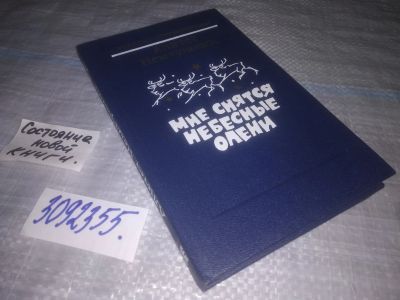 МНЕ СНЯТСЯ
НЕБЕСНЫЕ
ОЛЕНИ
Состояние
новой
книги.
3092355.